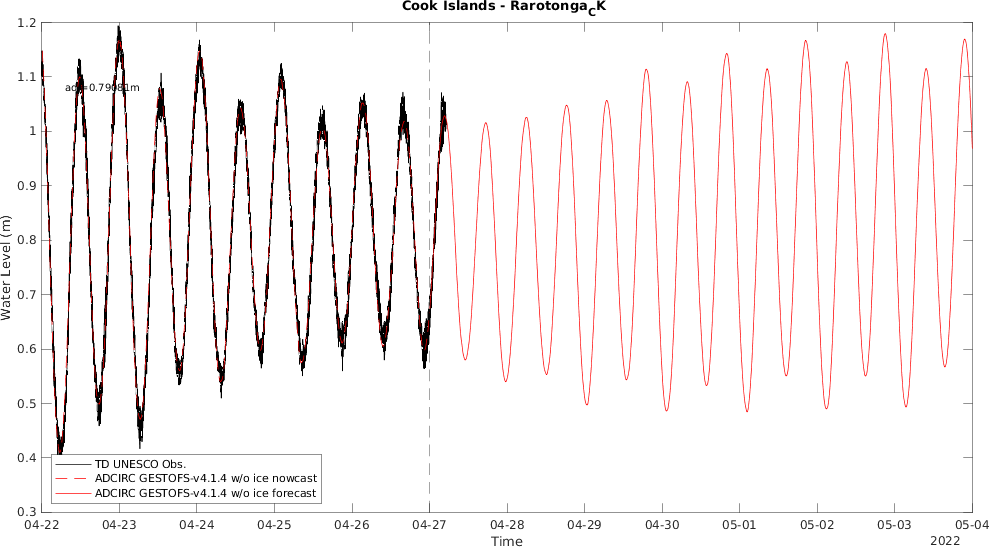 Cook Islands - Rarotonga_CK
1.2
1.1
1
0.9
0.8
0.7
0.6
0.5
0.4
0.3
Water Level (m)
adj=0.79081m
TD UNESCO Obs.
ADCIRC GESTOFS-v4.1.4 w/o ice nowcast
ADCIRC GESTOFS-v4.1.4 w/o ice forecast
04-22 04-23 04-24 04-25 04-26 04-27 04-28 04-29 04-30 05-01 05-02 05-03 05-04
Time
2022